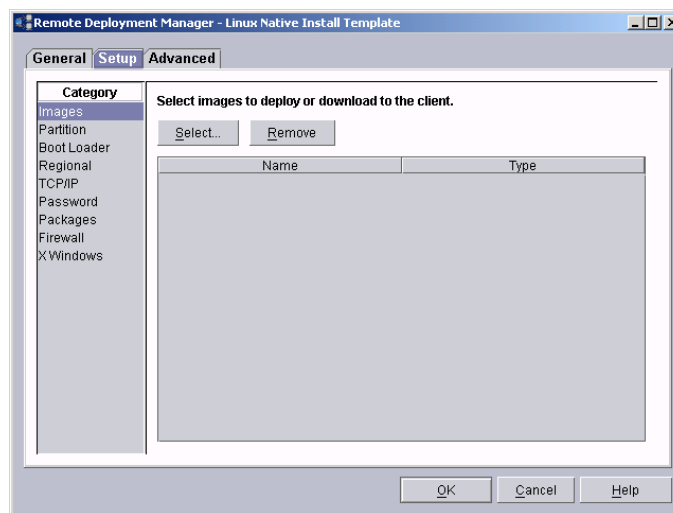 Remote Deployment Manager - Linux Native Install Template
General Setup Advanced
Category
Images
Partition
Boot Loader
Regional
TCP/IP
Password
Packages
Firewall
X Windows
Select images to deploy or download to the client.
Select... Remove
Name Type
OK Cancel Help